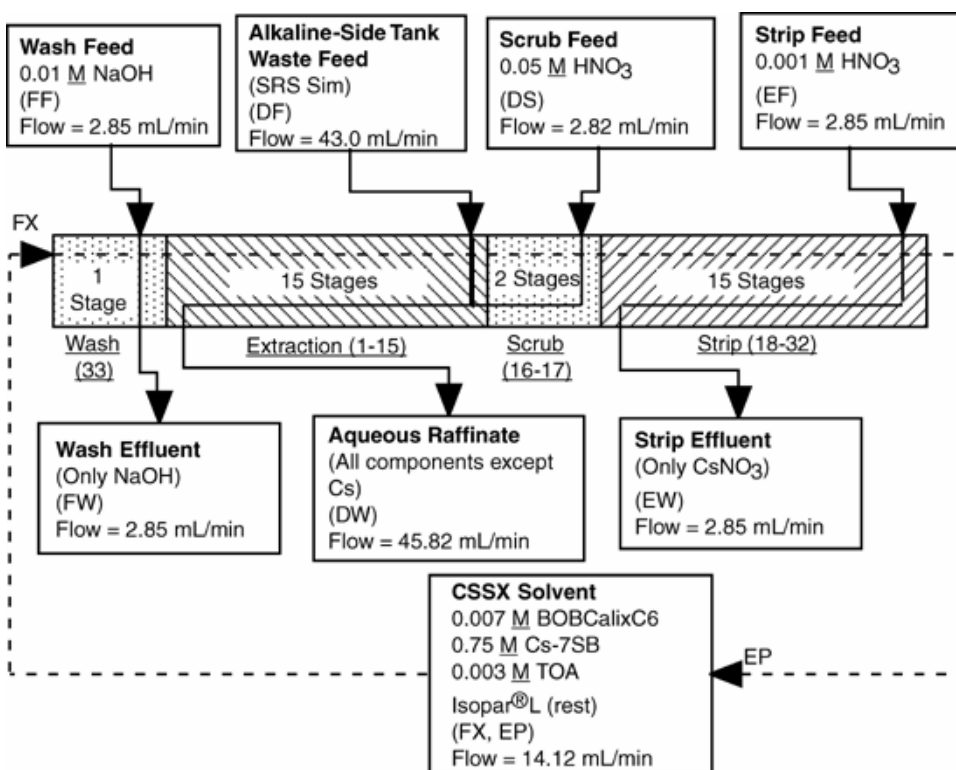 Wash Feed
0.01 M NaOH
(FF)
Flow = 2.85 mL/min
Alkaline-Side Tank
Waste Feed
(SRS Sim)
(DF)
Flow = 43.0 mL/min
Scrub Feed
0.05 M HNO₃
(DS)
Flow = 2.82 mL/min
Strip Feed
0.001 M HNO₃
(EF)
Flow = 2.85 mL/min
FX
1
Stage
15 Stages
2 Stages
15 Stages
Wash
(33)
Extraction (1-15)
Scrub
(16-17)
Strip (18-32)
Wash Effluent
(Only NaOH)
(FW)
Flow = 2.85 mL/min
Aqueous Raffinate
(All components except
Cs)
(DW)
Flow = 45.82 mL/min
Strip Effluent
(Only CsNO₃)
(EW)
Flow = 2.85 mL/min
CSSX Solvent
0.007 M BOBCalixC6
0.75 M Cs-7SB
0.003 M TOA
Isopar®L (rest)
(FX, EP)
Flow = 14.12 mL/min
EP